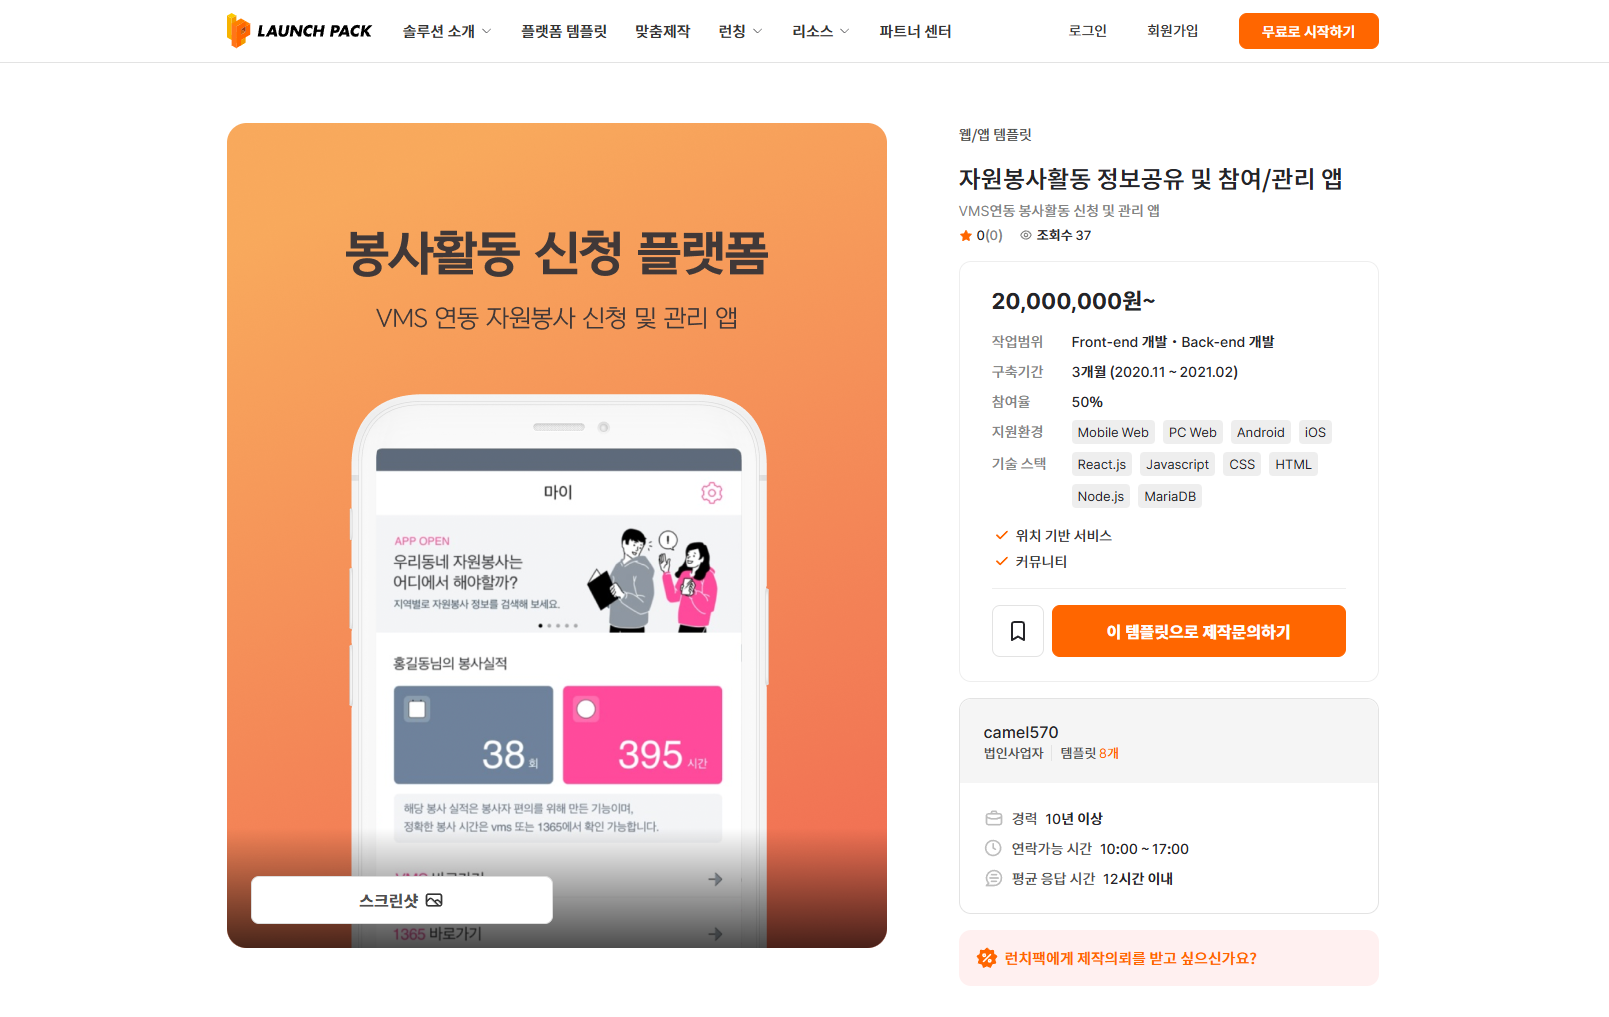 LAUNCH PACK 솔루션 소개 플랫폼 템플릿 맞춤제작 런칭 리소스 파트너 센터 로그인 회원가입 무료로 시작하기
봉사활동 신청 플랫폼
VMS 연동 자원봉사 신청 및 관리 앱
마이
APP OPEN
우리동네 자원봉사는
어디에서 해야할까?
지역별로 자원봉사 정보를 검색해 보세요.
홍길동님의 봉사실적
38 회
395 시간
해당 봉사 실적은 봉사자 편의를 위해 만든 기능이며,
정확한 봉사 시간은 vms 또는 1365에서 확인 가능합니다.
VMS 바로가기
스크린샷
1365 바로가기
웹/앱 템플릿
자원봉사활동 정보공유 및 참여/관리 앱
VMS연동 봉사활동 신청 및 관리 앱
0(0) 조회수 37
20,000,000원~
작업범위 Front-end 개발 • Back-end 개발
구축기간 3개월 (2020.11 ~ 2021.02)
참여율 50%
지원환경 Mobile Web PC Web Android iOS
기술 스택 React.js Javascript CSS HTML
Node.js MariaDB
위치 기반 서비스
커뮤니티
이 템플릿으로 제작문의하기
camel570
법인사업자 템플릿 8개
경력 10년 이상
연락가능 시간 10:00 ~ 17:00
평균 응답 시간 12시간 이내
런치팩에게 제작의뢰를 받고 싶으신가요?